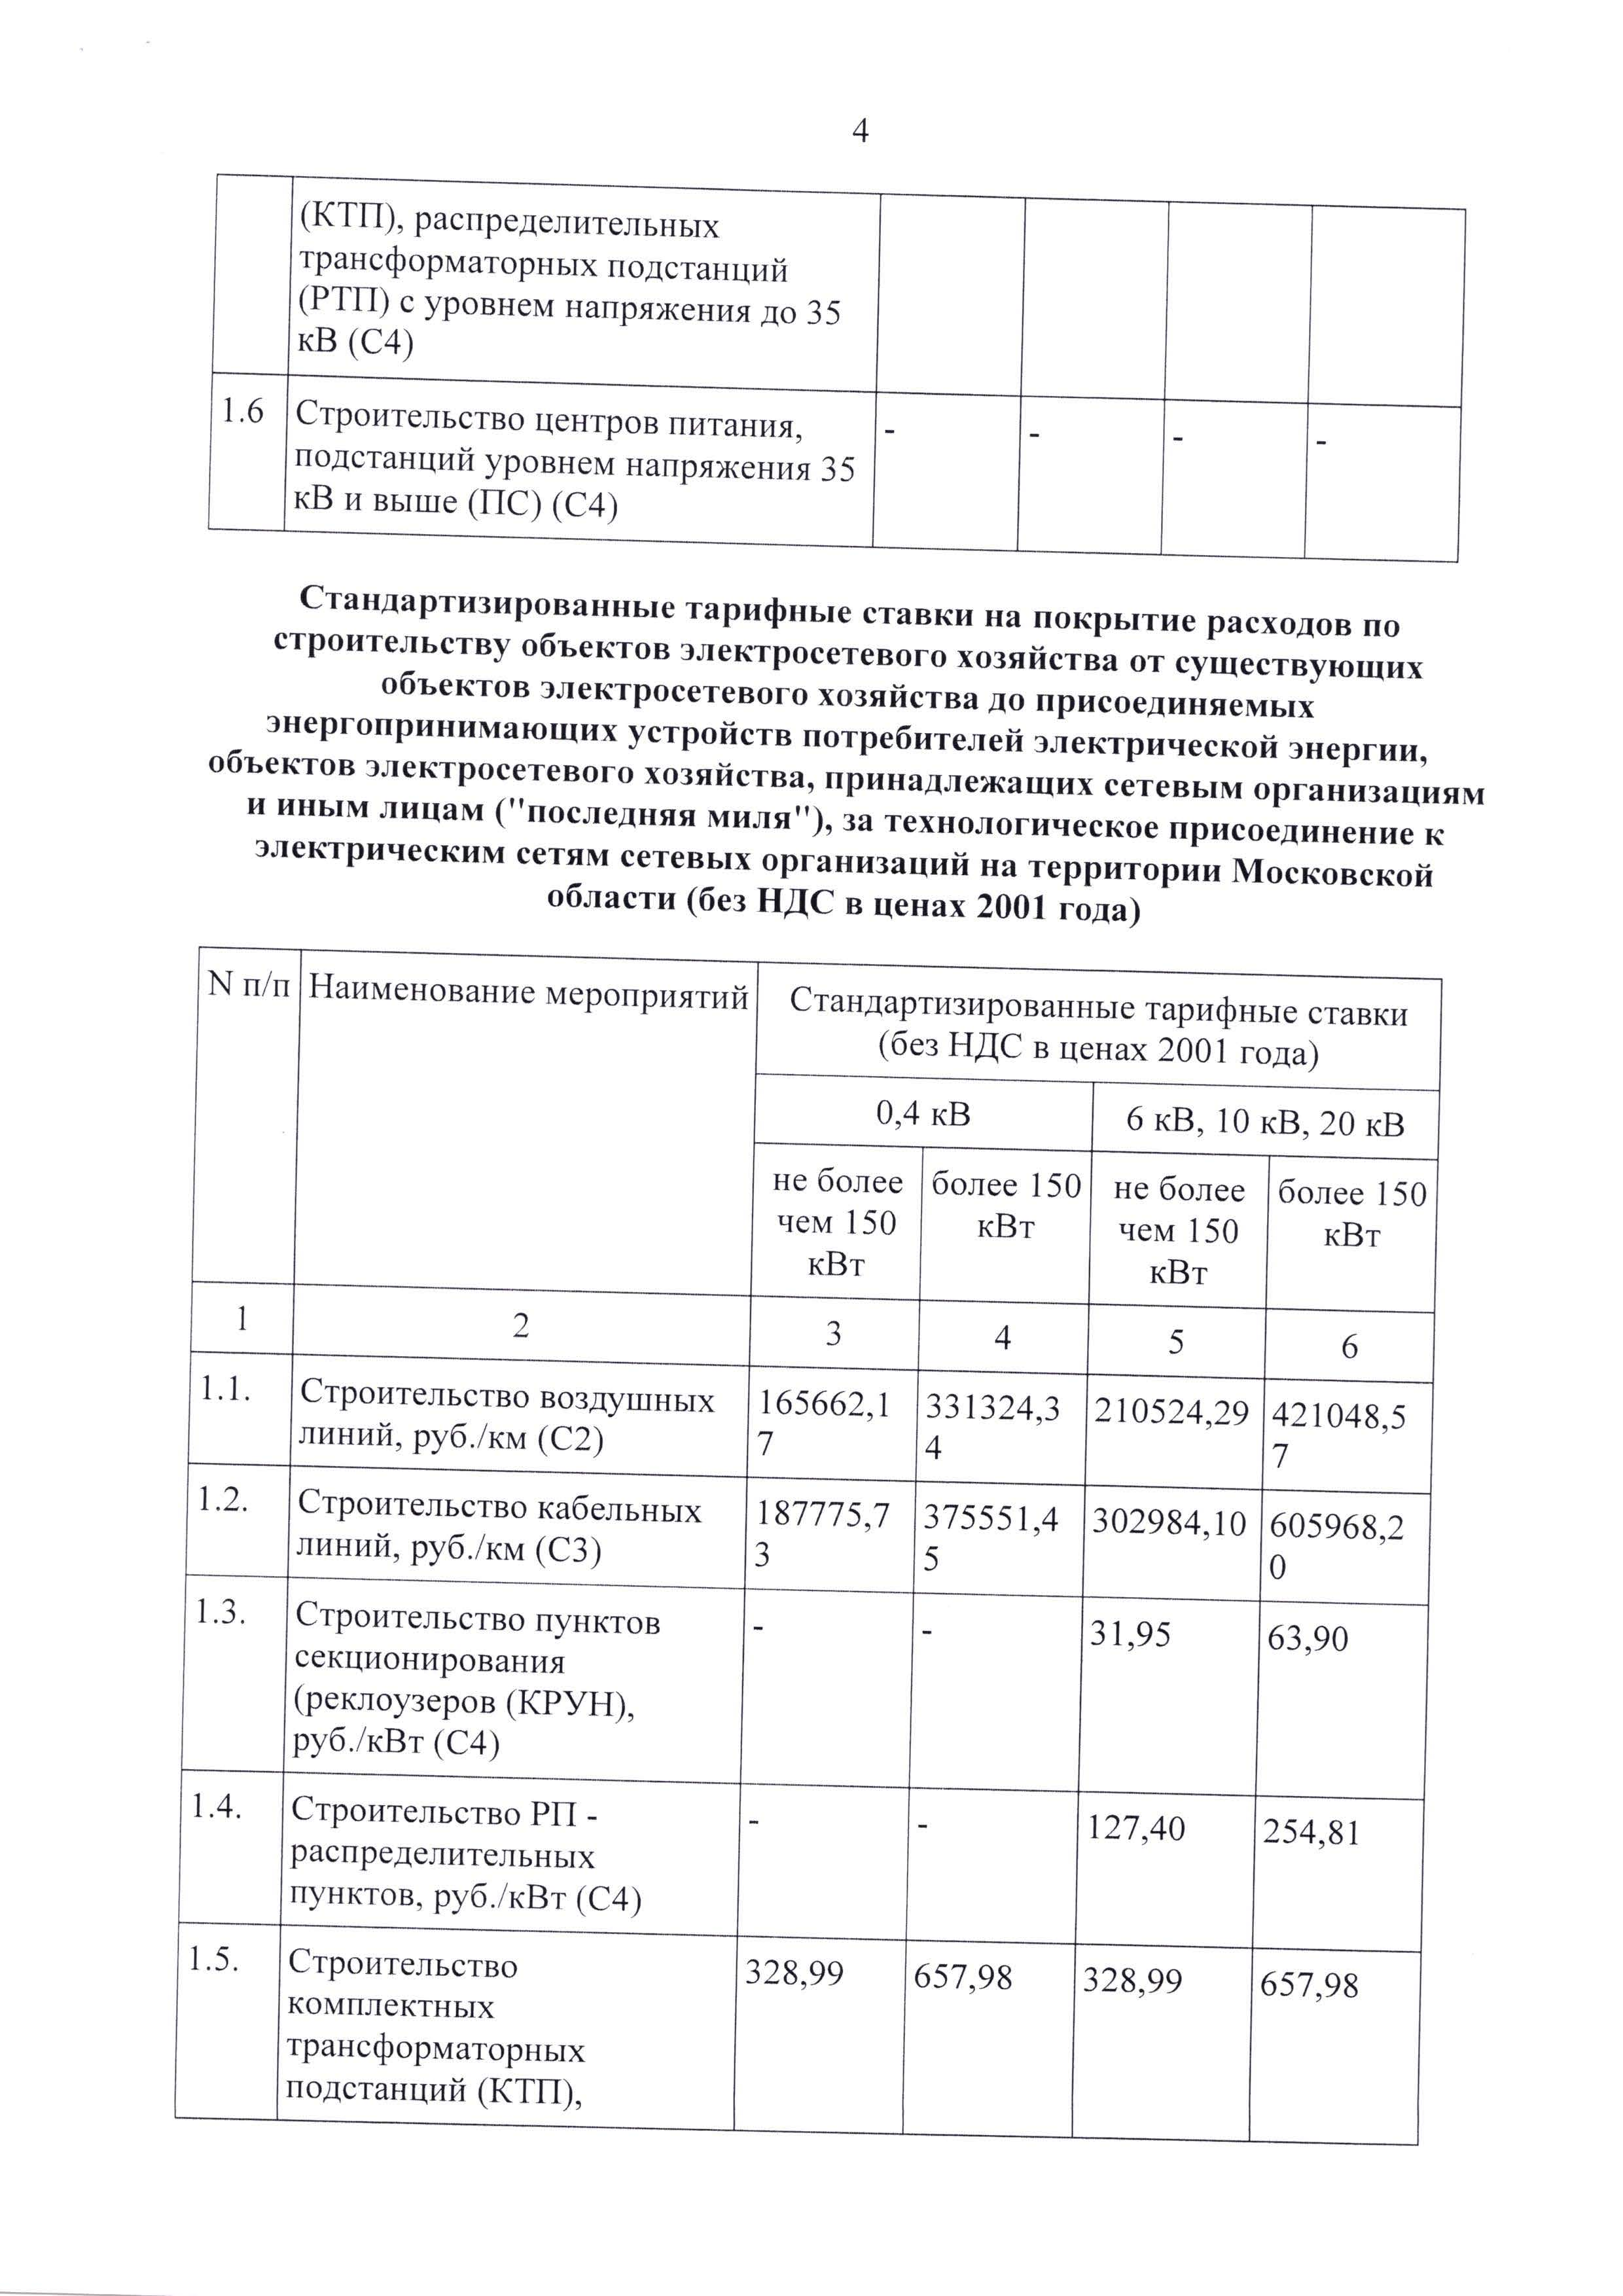 4
(КТП), распределительных
трансформаторных подстанций
(РТП) с уровнем напряжения до 35
кВ (С4)
1.6
Строительство центров питания,
подстанций уровнем напряжения 35
кВ и выше (ПС) (С4)
-
-
-
-
Стандартизированные тарифные ставки на покрытие расходов по
строительству объектов электросетевого хозяйства от существующих
объектов электросетевого хозяйства до присоединяемых
энергопринимающих устройств потребителей электрической энергии,
объектов электросетевого хозяйства, принадлежащих сетевым организациям
и иным лицам ("последняя миля"), за технологическое присоединение к
электрическим сетям сетевых организаций на территории Московской
области (без НДС в ценах 2001 года)
N п/п
Наименование мероприятий
Стандартизированные тарифные ставки
(без НДС в ценах 2001 года)
0,4 кВ
6 кВ, 10 кВ, 20 кВ
не более
чем 150
кВт
более 150
кВт
не более
чем 150
кВт
более 150
кВт
1
2
3
4
5
6
1.1.
Строительство воздушных
линий, руб./км (С2)
165662,1
7
331324,3
4
210524,29
421048,5
7
1.2.
Строительство кабельных
линий, руб./км (С3)
187775,7
3
375551,4
5
302984,10
605968,2
0
1.3.
Строительство пунктов
секционирования
(реклоузеров (КРУН),
руб./кВт (С4)
-
-
31,95
63,90
1.4.
Строительство РП -
распределительных
пунктов, руб./кВт (С4)
-
-
127,40
254,81
1.5.
Строительство
комплектных
трансформаторных
подстанций (КТП),
328,99
657,98
328,99
657,98